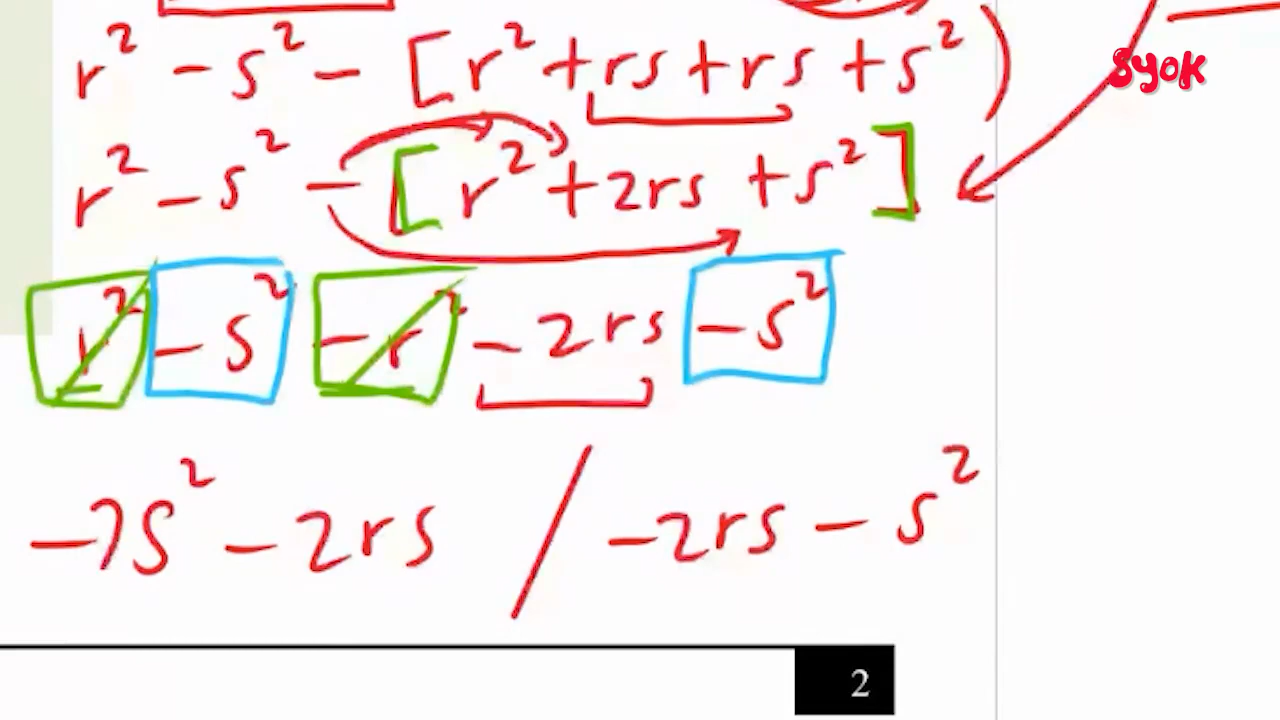 r² - s² - [r² + rs + rs + s²)
syok
r² - s² - [r² + 2rs + s²]
r² - s² - r² - 2rs - s²
-2s² - 2rs / -2rs - s²
2